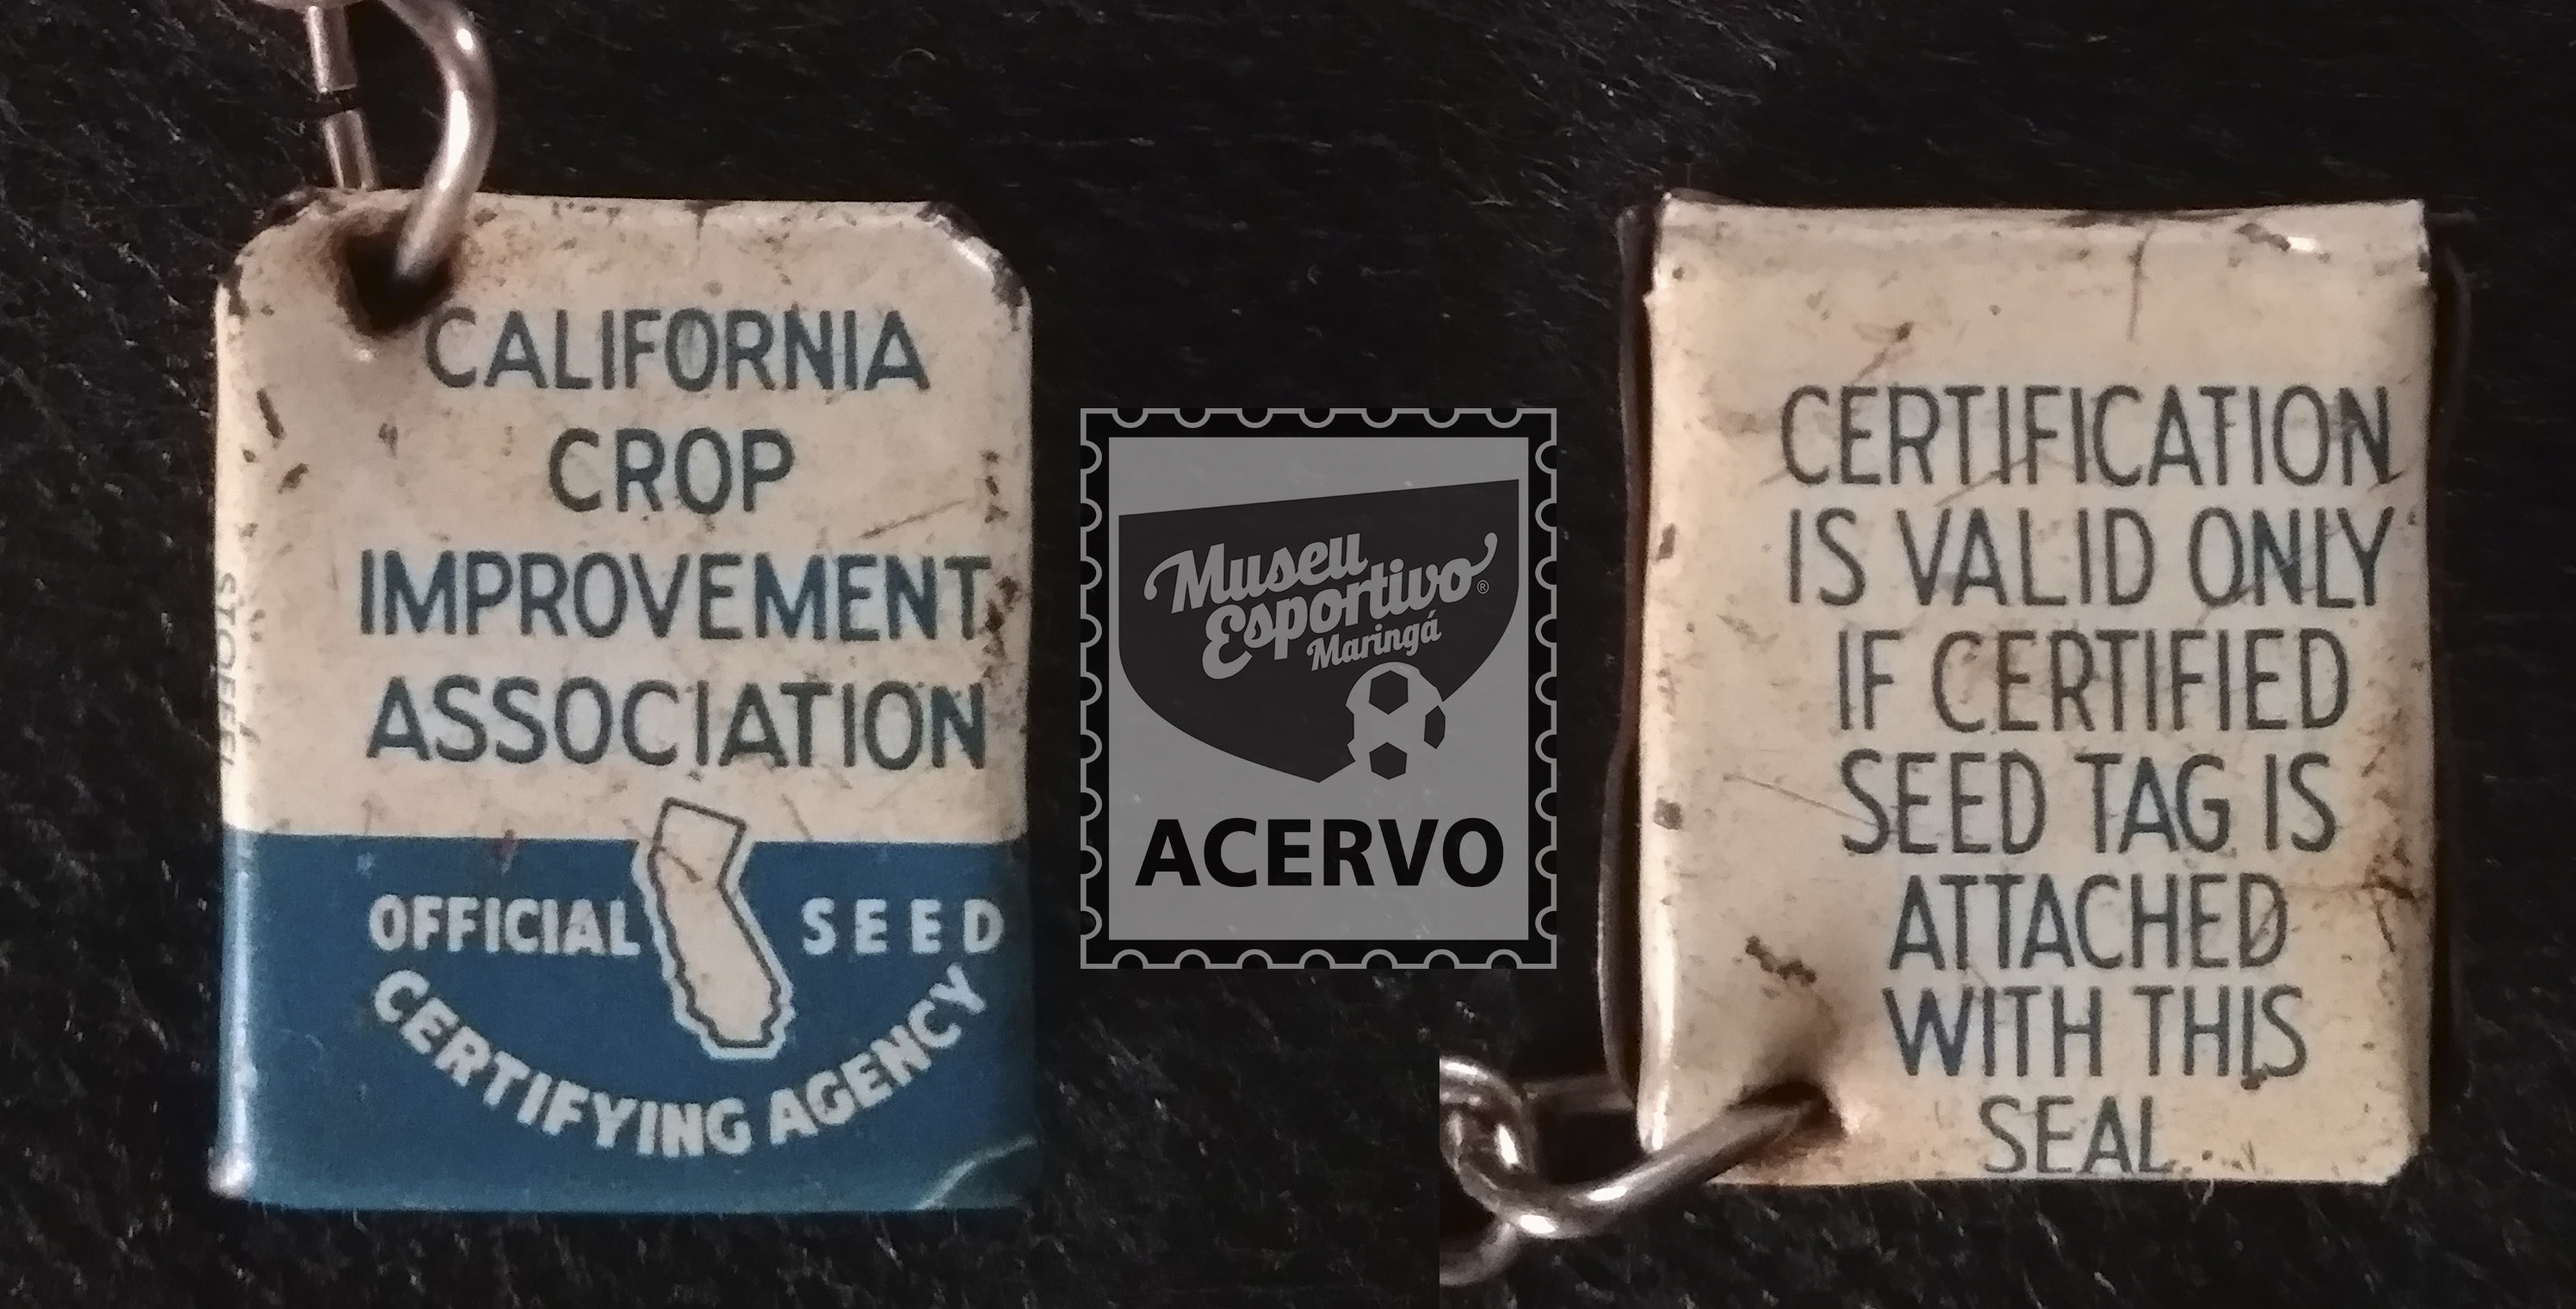 CALIFORNIA
CROP
IMPROVEMENT
ASSOCIATION
OFFICIAL SEED
CERTIFYING AGENCY
STOFFEL
Museu
Esportivo®
Maringá
ACERVO
CERTIFICATION
IS VALID ONLY
IF CERTIFIED
SEED TAG IS
ATTACHED
WITH THIS
SEAL.